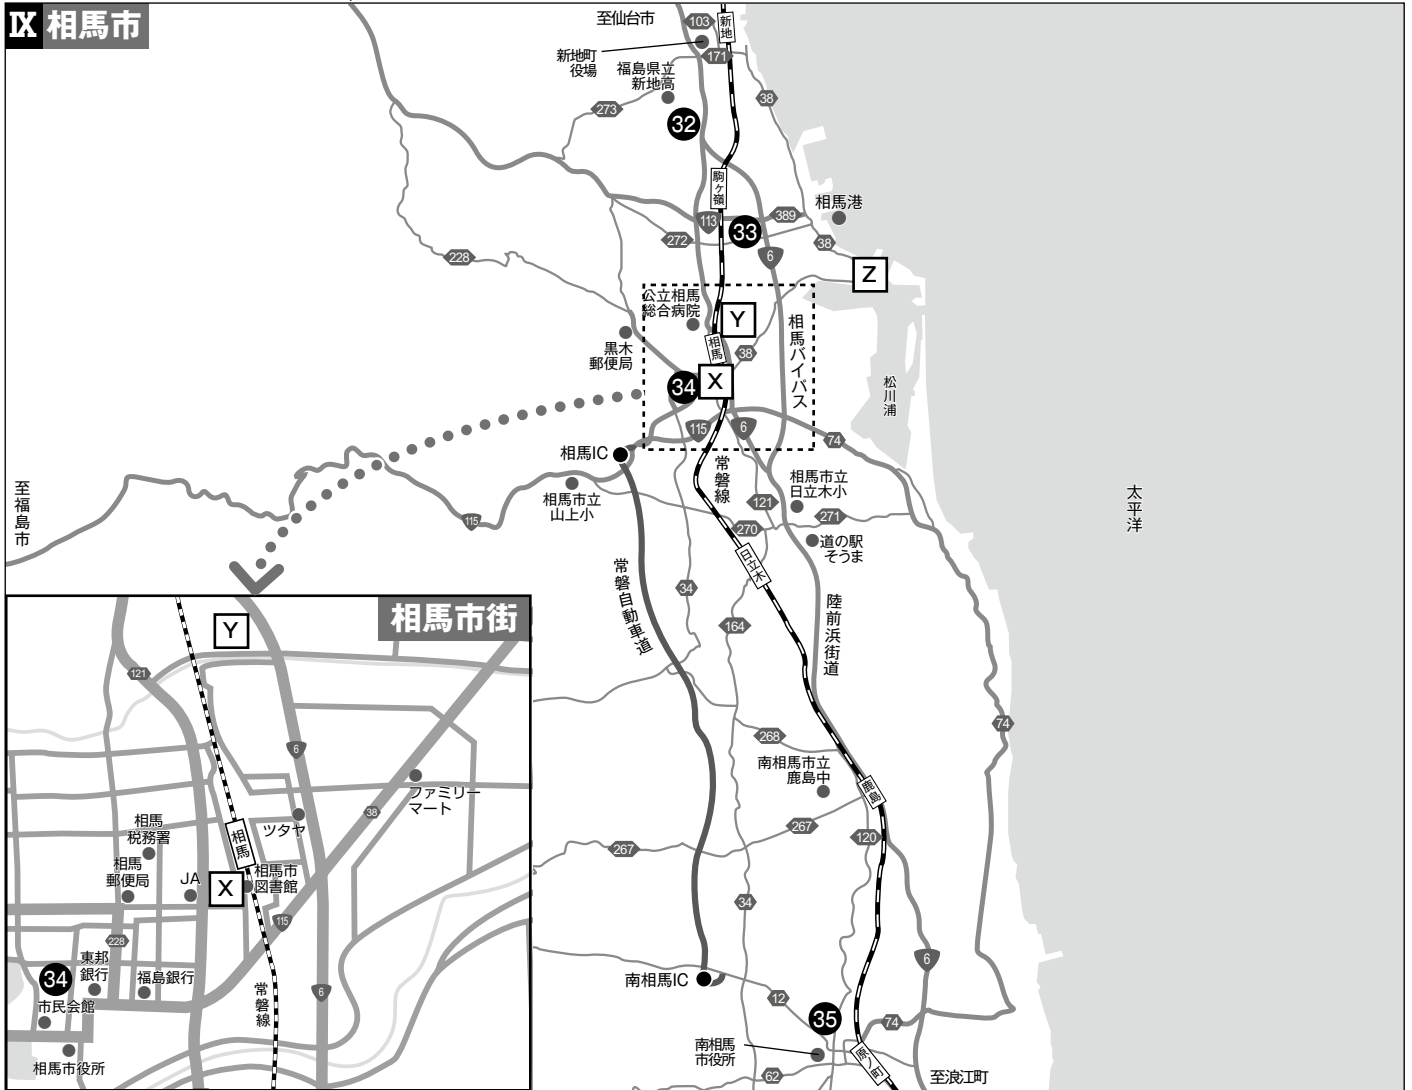 Ⅸ 相馬市
至仙台市
103
新地
新地町
役場
171
福島県立
新地高
38
273
32
駒ヶ嶺
相馬港
113
33
389
272
38
228
6
Z
公立相馬
総合病院
Y
相馬
38
相馬バイパス
黒木
郵便局
34
X
松川浦
115
6
74
相馬IC
常磐線
相馬市立
山上小
相馬市立
日立木小
121
271
至福島市
太平洋
115
270
道の駅
そうま
日立木
常磐自動車道
34
陸前浜街道
164
74
268
南相馬市立
鹿島中
鹿島
267
267
120
34
6
南相馬IC
12
35
74
南相馬
市役所
原ノ町
62
至浪江町
相馬市街
Y
121
6
ファミリー
マート
38
ツタヤ
相馬
税務署
相馬
相馬
郵便局
JA
X
相馬市
図書館
115
228
東邦
銀行
34
福島銀行
市民会館
常磐線
6
相馬市役所